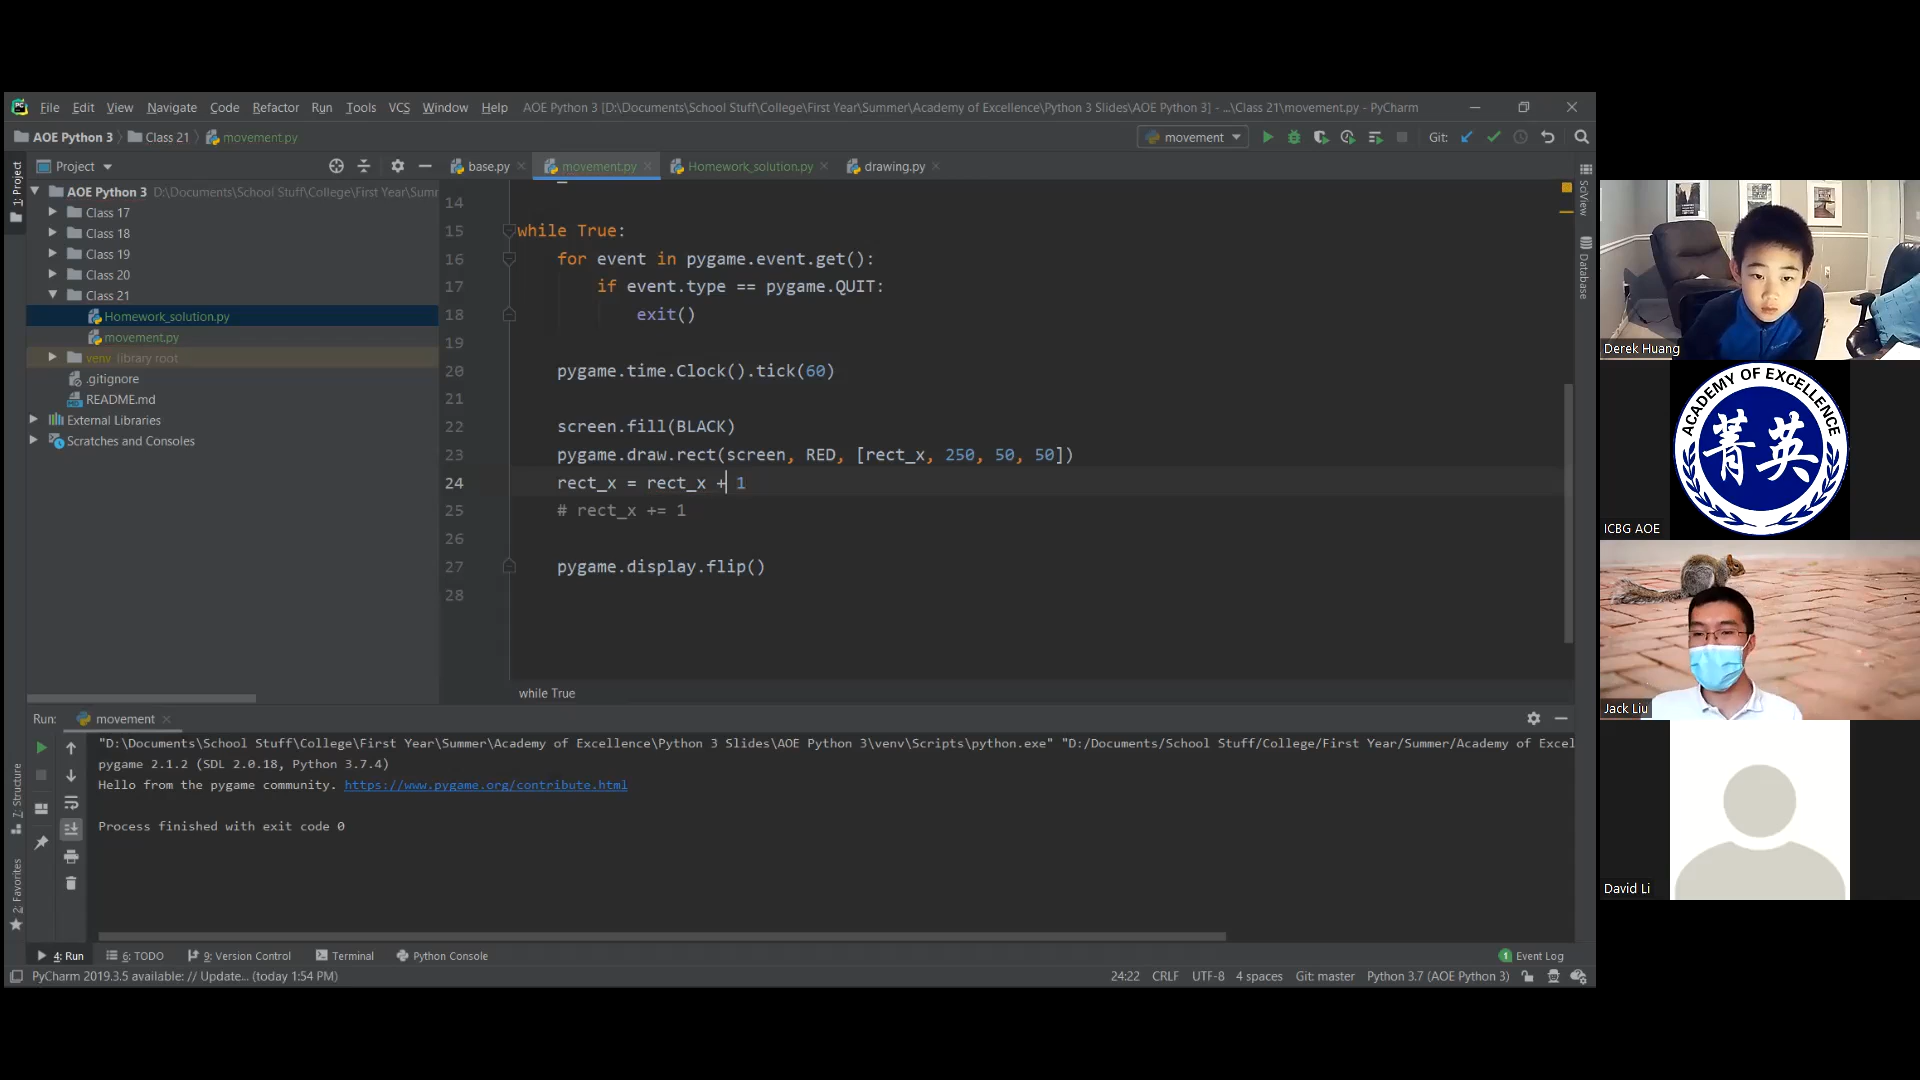 File Edit View Navigate Code Refactor Run Tools VCS Window Help AOE Python 3 [D:\Documents\School Stuff\College\First Year\Summer\Academy of Excellence\Python 3 Slides\AOE Python 3] - ...\Class 21\movement.py - PyCharm
AOE Python 3 Class 21 movement.py movement Git:
1: Project
Project
base.py movement.py Homework_solution.py drawing.py
AOE Python 3 D:\Documents\School Stuff\College\First Year\Summ
Class 17
Class 18
Class 19
Class 20
Class 21
Homework_solution.py
movement.py
venv library root
.gitignore
README.md
External Libraries
Scratches and Consoles
14
15 while True:
16 for event in pygame.event.get():
17 if event.type == pygame.QUIT:
18 exit()
19
20 pygame.time.Clock().tick(60)
21
22 screen.fill(BLACK)
23 pygame.draw.rect(screen, RED, [rect_x, 250, 50, 50])
24 rect_x = rect_x + 1
25 # rect_x += 1
26
27 pygame.display.flip()
28
while True
SciView
Database
Run: movement
"D:\Documents\School Stuff\College\First Year\Summer\Academy of Excellence\Python 3 Slides\AOE Python 3\venv\Scripts\python.exe" "D:/Documents/School Stuff/College/First Year/Summer/Academy of Excel
pygame 2.1.2 (SDL 2.0.18, Python 3.7.4)
Hello from the pygame community. https://www.pygame.org/contribute.html
Process finished with exit code 0
7: Structure
2: Favorites
4: Run 6: TODO 9: Version Control Terminal Python Console 1 Event Log
PyCharm 2019.3.5 available: // Update... (today 1:54 PM) 24:22 CRLF UTF-8 4 spaces Git: master Python 3.7 (AOE Python 3)
Derek Huang
ACADEMY OF EXCELLENCE
菁英
ICBG AOE
Jack Liu
David Li